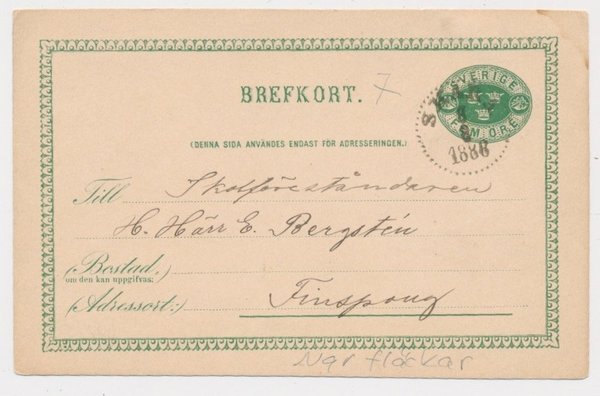 BREFKORT. 7
SVERIGE
FEM ÖRE
1888
(DENNA SIDA ANVÄNDES ENDAST FÖR ADRESSERINGEN.)
Till Skolföreståndaren
H. Härr E. Bergstén
(Bostad,
om den kan uppgifvas:)
(Adressort:) Finspong
Ngr fläckar